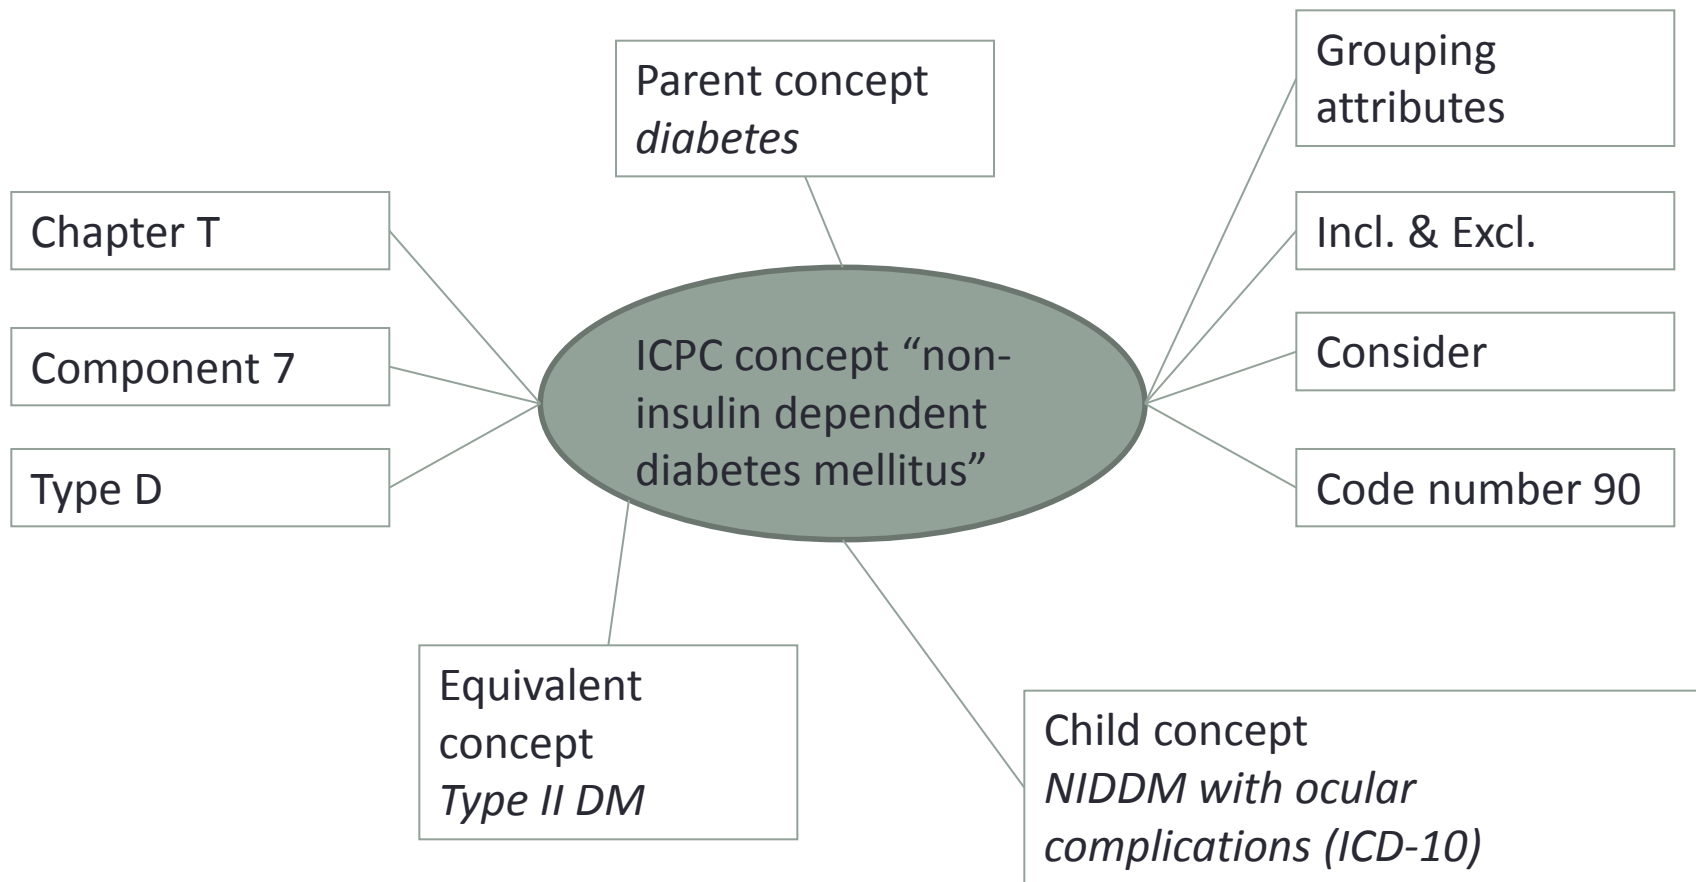 Parent concept
diabetes
Grouping
attributes
Chapter T
Incl. & Excl.
Component 7
Consider
Type D
Code number 90
ICPC concept “non-
insulin dependent
diabetes mellitus”
Equivalent
concept
Type II DM
Child concept
NIDDM with ocular
complications (ICD-10)